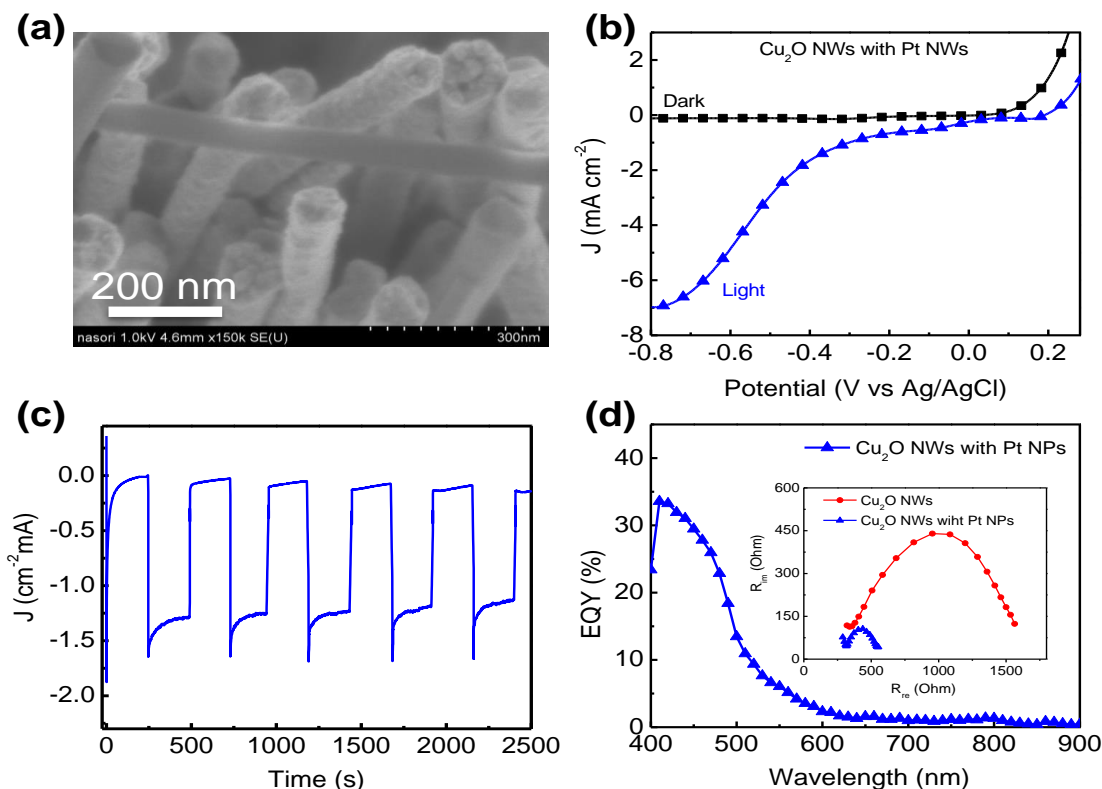 (a)
200 nm
nasori 1.0kV 4.6mm x150k SE(U)
300nm
(b)
Cu₂O NWs with Pt NWs
Dark
Light
2
0
-2
-4
-6
-8
J (mA cm⁻²)
-0.8 -0.6 -0.4 -0.2 0.0 0.2
Potential (V vs Ag/AgCl)
(c)
0.0
-0.5
-1.0
-1.5
-2.0
J (cm⁻²mA)
0 500 1000 1500 2000 2500
Time (s)
(d)
Cu₂O NWs with Pt NPs
40
30
20
10
0
EQY (%)
400 500 600 700 800 900
Wavelength (nm)
Cu₂O NWs
Cu₂O NWs wiht Pt NPs
600
450
300
150
0
R_im (Ohm)
0 500 1000 1500
R_re (Ohm)